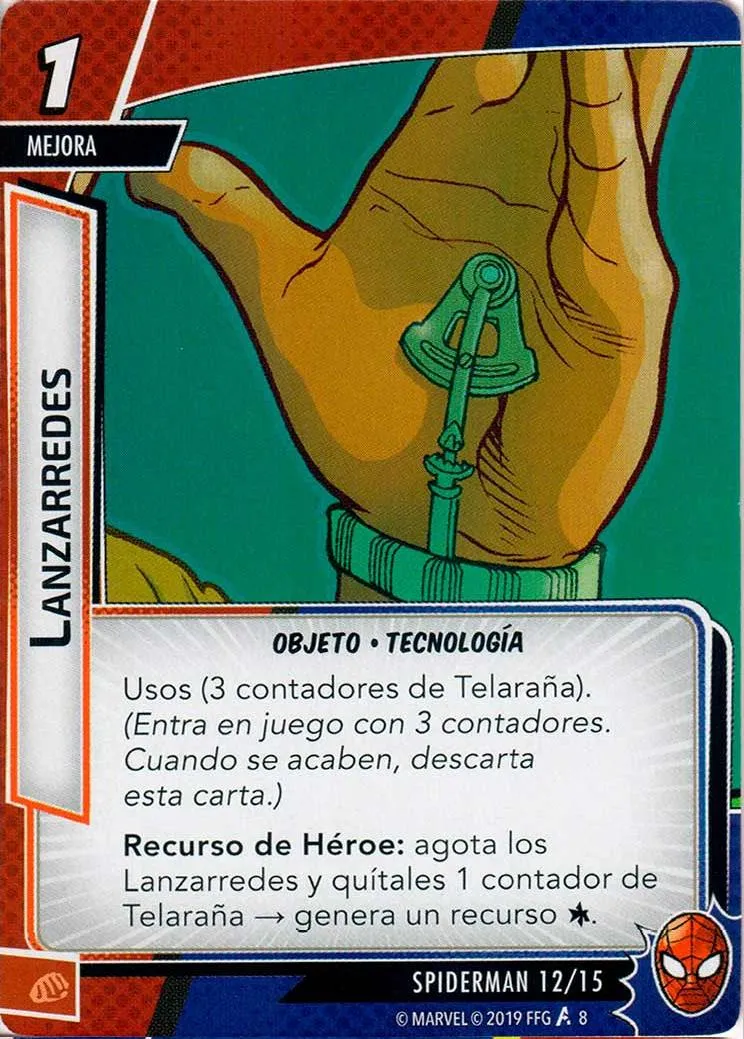 1
MEJORA
LANZARREDES
OBJETO • TECNOLOGÍA
Usos (3 contadores de Telaraña).
(Entra en juego con 3 contadores.
Cuando se acaben, descarta
esta carta.)
Recurso de Héroe: agota los
Lanzarredes y quítales 1 contador de
Telaraña → genera un recurso ✶.
SPIDERMAN 12/15
© MARVEL © 2019 FFG 8